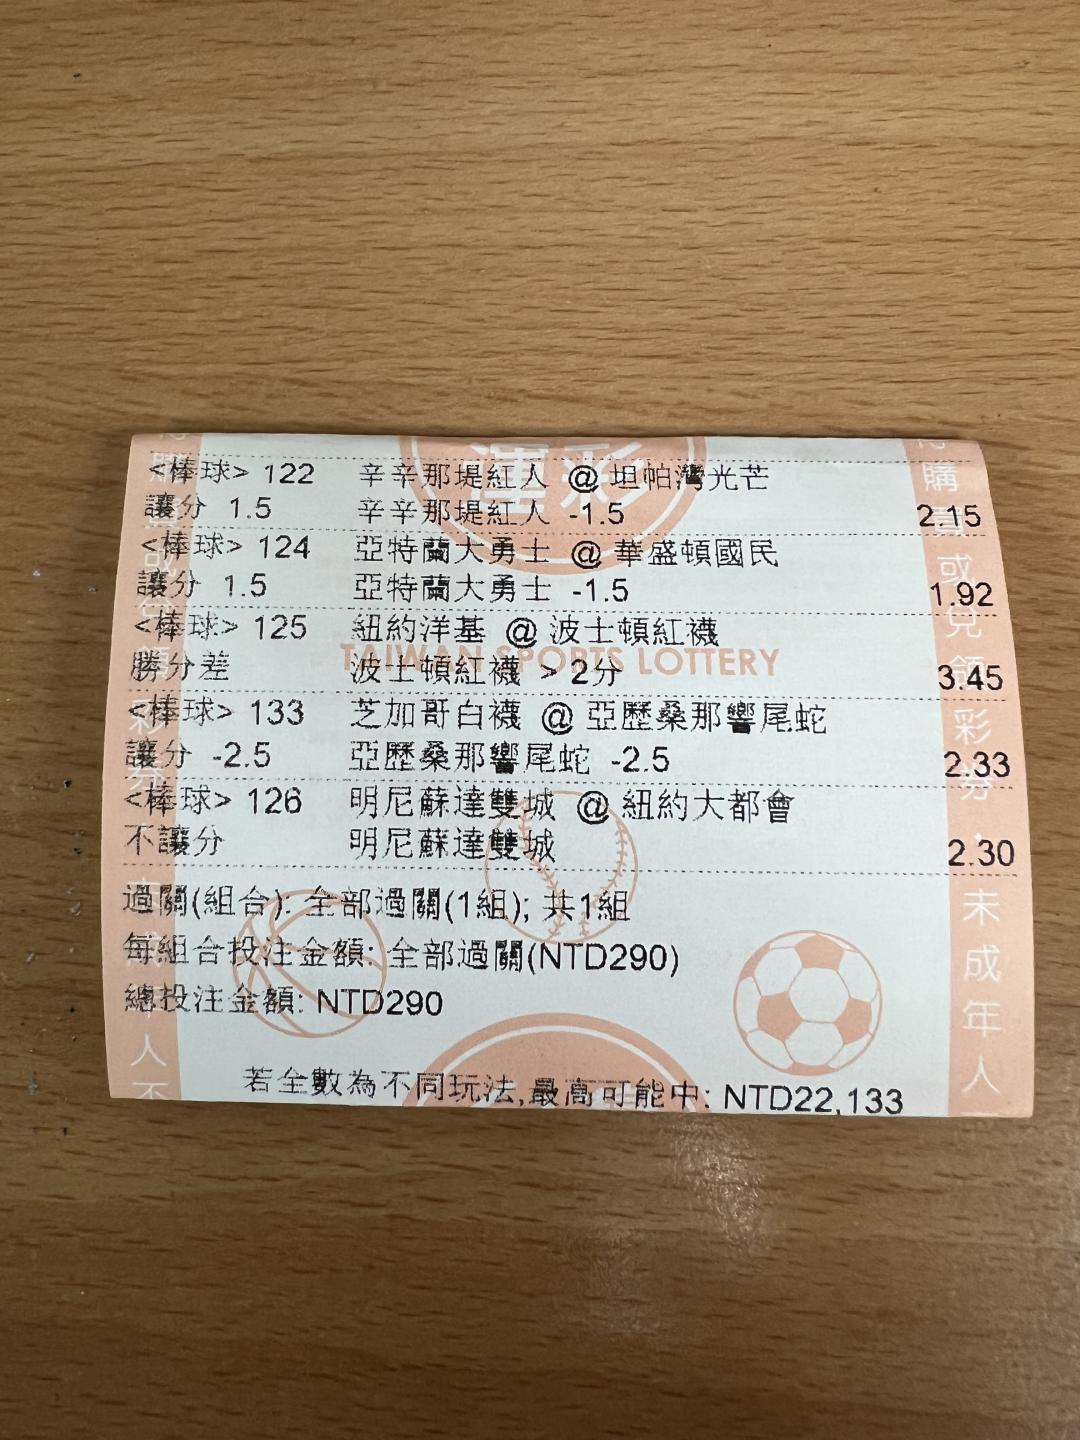 運彩
<棒球> 122 辛辛那堤紅人 @ 坦帕灣光芒
讓分 1.5 辛辛那堤紅人 -1.5 2.15
<棒球> 124 亞特蘭大勇士 @ 華盛頓國民
讓分 1.5 亞特蘭大勇士 -1.5 1.92
<棒球> 125 紐約洋基 @ 波士頓紅襪
TAIWAN SPORTS LOTTERY
勝分差 波士頓紅襪 > 2分 3.45
<棒球> 133 芝加哥白襪 @ 亞歷桑那響尾蛇
讓分 -2.5 亞歷桑那響尾蛇 -2.5 2.33
<棒球> 126 明尼蘇達雙城 @ 紐約大都會
不讓分 明尼蘇達雙城 2.30
過關(組合): 全部過關(1組); 共1組
每組合投注金額: 全部過關(NTD290)
總投注金額: NTD290
若全數為不同玩法,最高可能中: NTD22,133